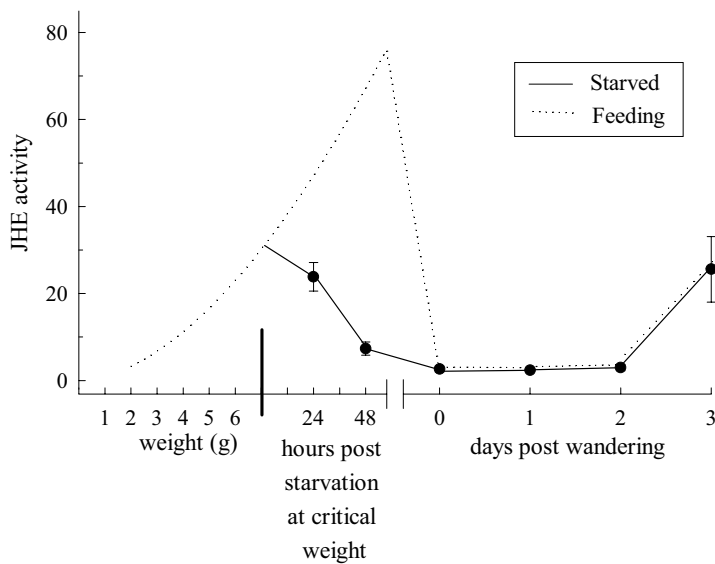 80
60
40
20
0
JHE activity
Starved
Feeding
1 2 3 4 5 6
24 48
0 1 2 3
weight (g)
hours post
starvation
at critical
weight
days post wandering